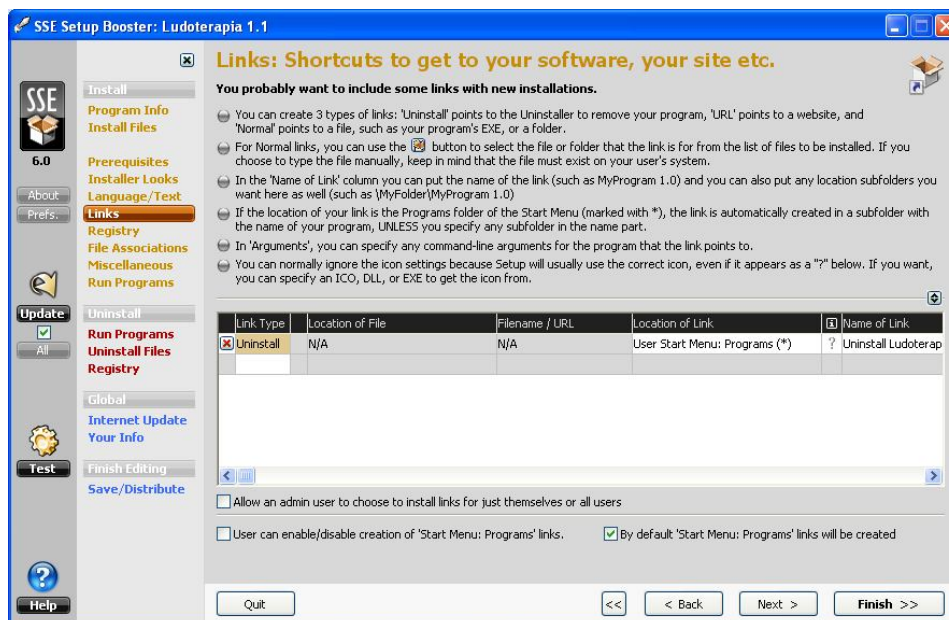 SSE Setup Booster: Ludoterapia 1.1
SSE
6.0
About
Prefs.
Update
All
Test
Help
Install
Program Info
Install Files
Prerequisites
Installer Looks
Language/Text
Links
Registry
File Associations
Miscellaneous
Run Programs
Uninstall
Run Programs
Uninstall Files
Registry
Global
Internet Update
Your Info
Finish Editing
Save/Distribute
Links: Shortcuts to get to your software, your site etc.
You probably want to include some links with new installations.
You can create 3 types of links: 'Uninstall' points to the Uninstaller to remove your program, 'URL' points to a website, and
'Normal' points to a file, such as your program's EXE, or a folder.
For Normal links, you can use the button to select the file or folder that the link is for from the list of files to be installed. If you
choose to type the file manually, keep in mind that the file must exist on your user's system.
In the 'Name of Link' column you can put the name of the link (such as MyProgram 1.0) and you can also put any location subfolders you
want here as well (such as \MyFolder\MyProgram 1.0)
If the location of your link is the Programs folder of the Start Menu (marked with *), the link is automatically created in a subfolder with
the name of your program, UNLESS you specify any subfolder in the name part.
In 'Arguments', you can specify any command-line arguments for the program that the link points to.
You can normally ignore the icon settings because Setup will usually use the correct icon, even if it appears as a "?" below. If you want,
you can specify an ICO, DLL, or EXE to get the icon from.
Link Type Location of File Filename / URL Location of Link Name of Link
Uninstall N/A N/A User Start Menu: Programs (*) ? Uninstall Ludoterap
Allow an admin user to choose to install links for just themselves or all users
User can enable/disable creation of 'Start Menu: Programs' links. By default 'Start Menu: Programs' links will be created
Quit << < Back Next > Finish >>